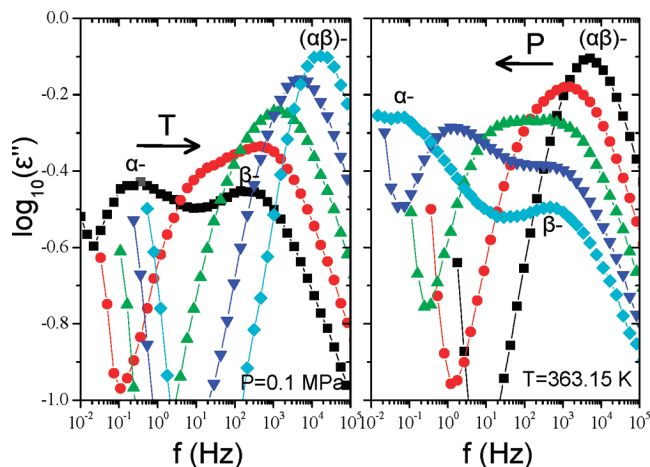 log₁₀(ε'')
0.0
-0.2
-0.4
-0.6
-0.8
-1.0
(αβ)-
T
α-
β-
P=0.1 MPa
10⁻² 10⁻¹ 10⁰ 10¹ 10² 10³ 10⁴ 10⁵
f (Hz)
(αβ)-
P
α-
β-
T=363.15 K
10⁻² 10⁻¹ 10⁰ 10¹ 10² 10³ 10⁴ 10⁵
f (Hz)